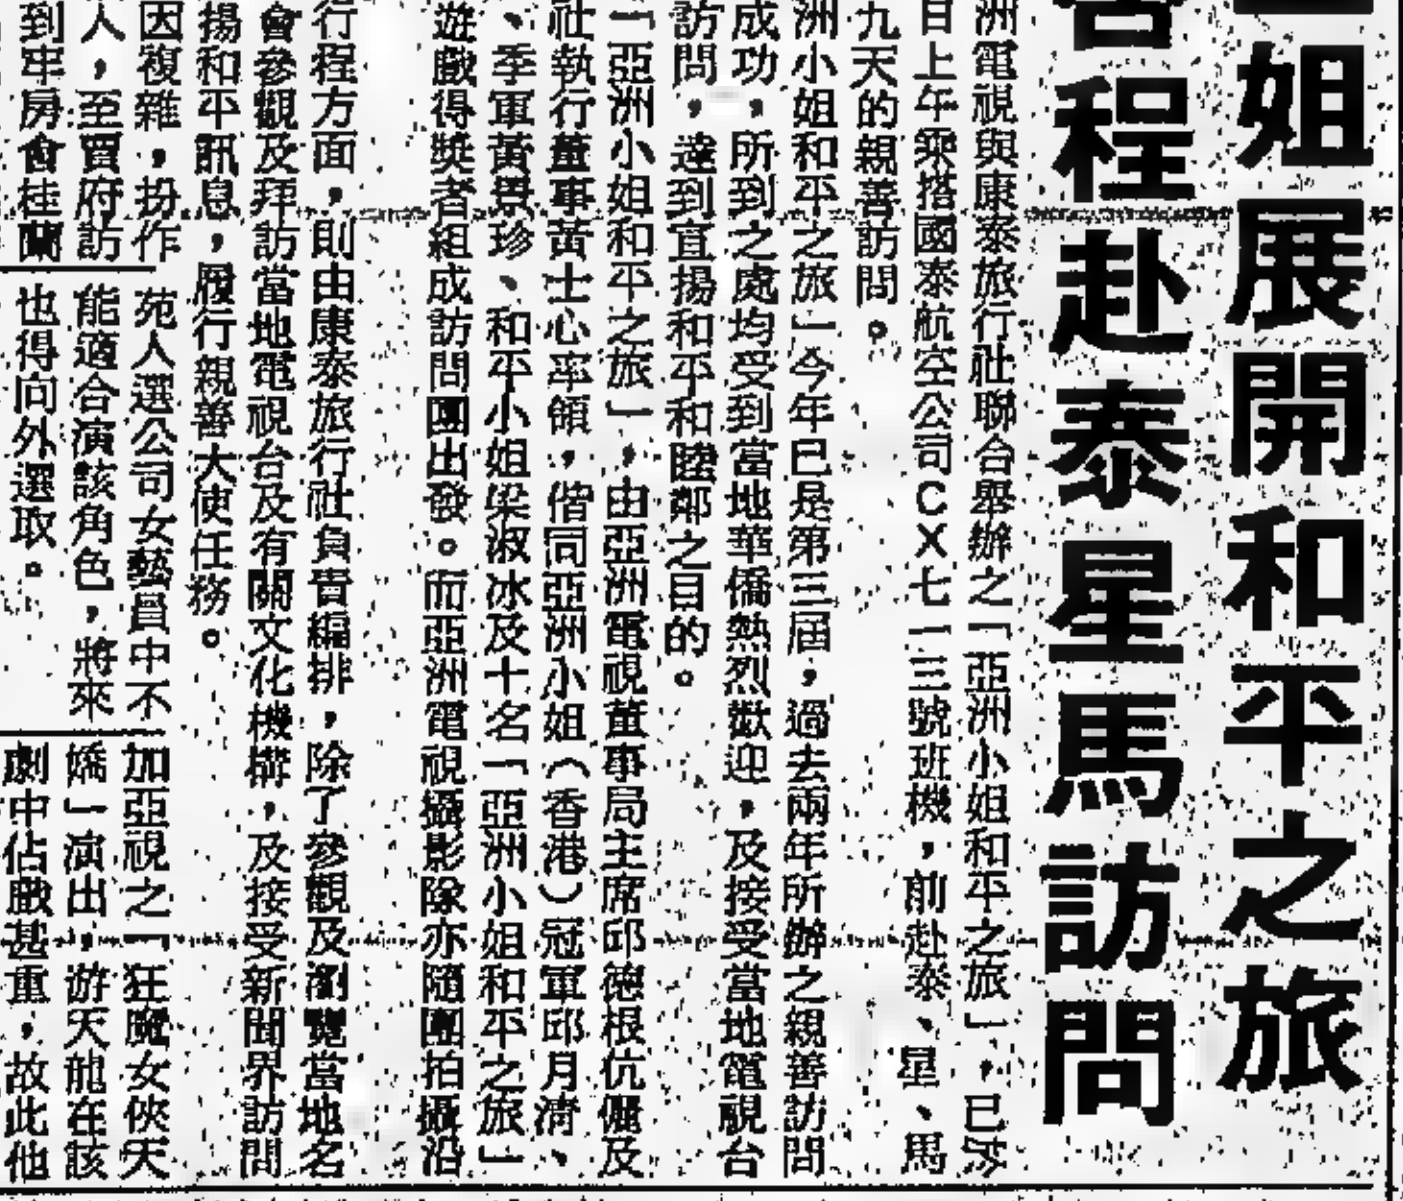 姐展開和平之旅
程赴泰星馬訪問
洲電視與康泰旅行社聯合舉辦之「亞洲小姐和平之旅」，已於
日上午乘搭國泰航空公司CX七一三號班機，前赴泰、星、馬
九天的親善訪問。
洲小姐和平之旅」今年已是第三屆，過去兩年所辦之親善訪問
成功，所到之處均受到當地華僑熱烈歡迎，及接受當地電視台
訪問，達到宣揚和平和睦鄰之目的。
「亞洲小姐和平之旅」，由亞洲電視董事局主席邱德根伉儷及
社執行董事黃士心率領，偕同亞洲小姐（香港）冠軍邱月清、
、季軍黃景珍、和平小姐梁淑冰及十名「亞洲小姐和平之旅」
遊戲得獎者組成訪問團出發。而亞洲電視攝影隊亦隨團拍攝沿
行程方面，則由康泰旅行社負責編排，除了參觀及瀏覽當地名
會參觀及拜訪當地電視台及有關文化機構，及接受新聞界訪問
揚和平訊息，履行親善大使任務。
因複雜，扮作
人，至賈府訪
到牢房會桂蘭
苑人選公司女藝員中不
能適合演該角色，將來
也得向外選取。
加亞視之「狂魔女俠天
嬌」演出，游天龍在該
劇中佔戲甚重，故此他